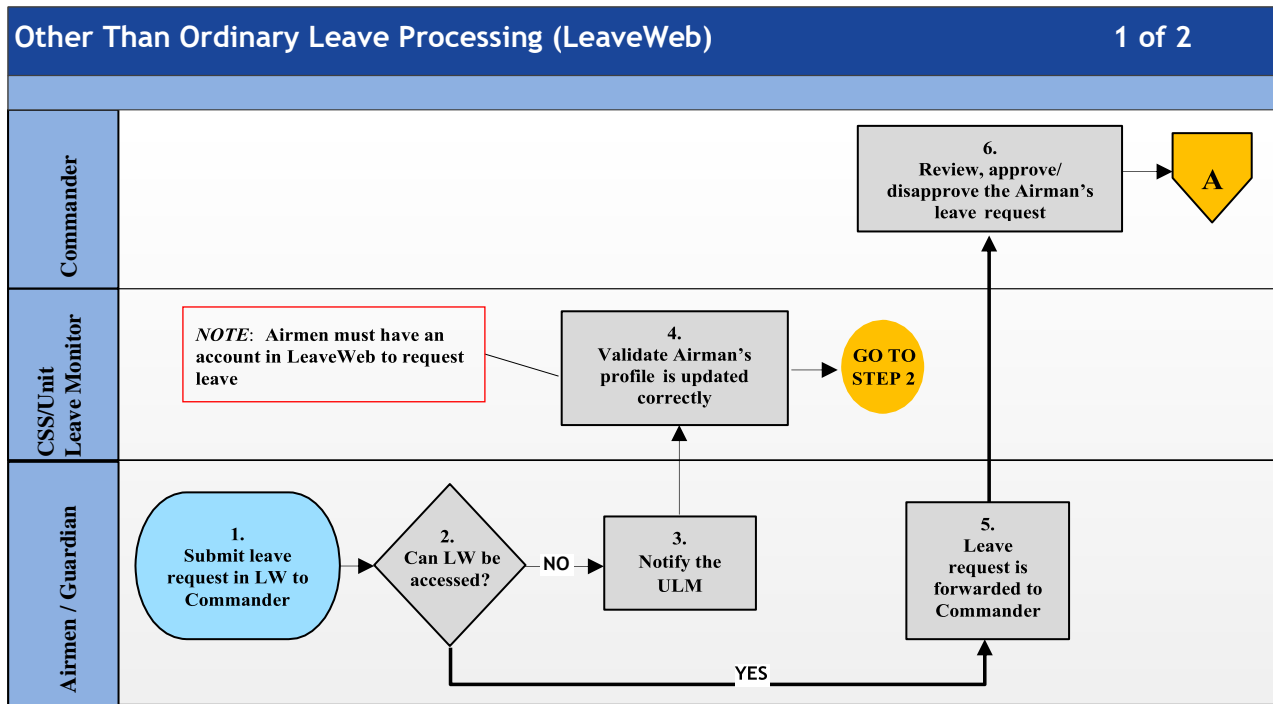 Other Than Ordinary Leave Processing (LeaveWeb)
1 of 2
Commander
6.
Review, approve/
disapprove the Airman's
leave request
A
CSS/Unit
Leave Monitor
NOTE: Airmen must have an
account in LeaveWeb to request
leave
4.
Validate Airman's
profile is updated
correctly
GO TO
STEP 2
Airmen / Guardian
1.
Submit leave
request in LW to
Commander
2.
Can LW be
accessed?
NO
3.
Notify the
ULM
5.
Leave
request is
forwarded to
Commander
YES